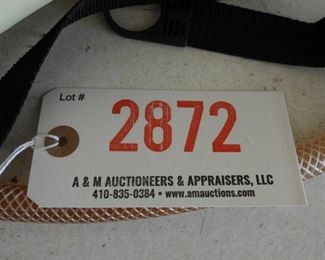 Lot #
2872
A & M AUCTIONEERS & APPRAISERS, LLC
410-835-0384 • www.amauctions.com